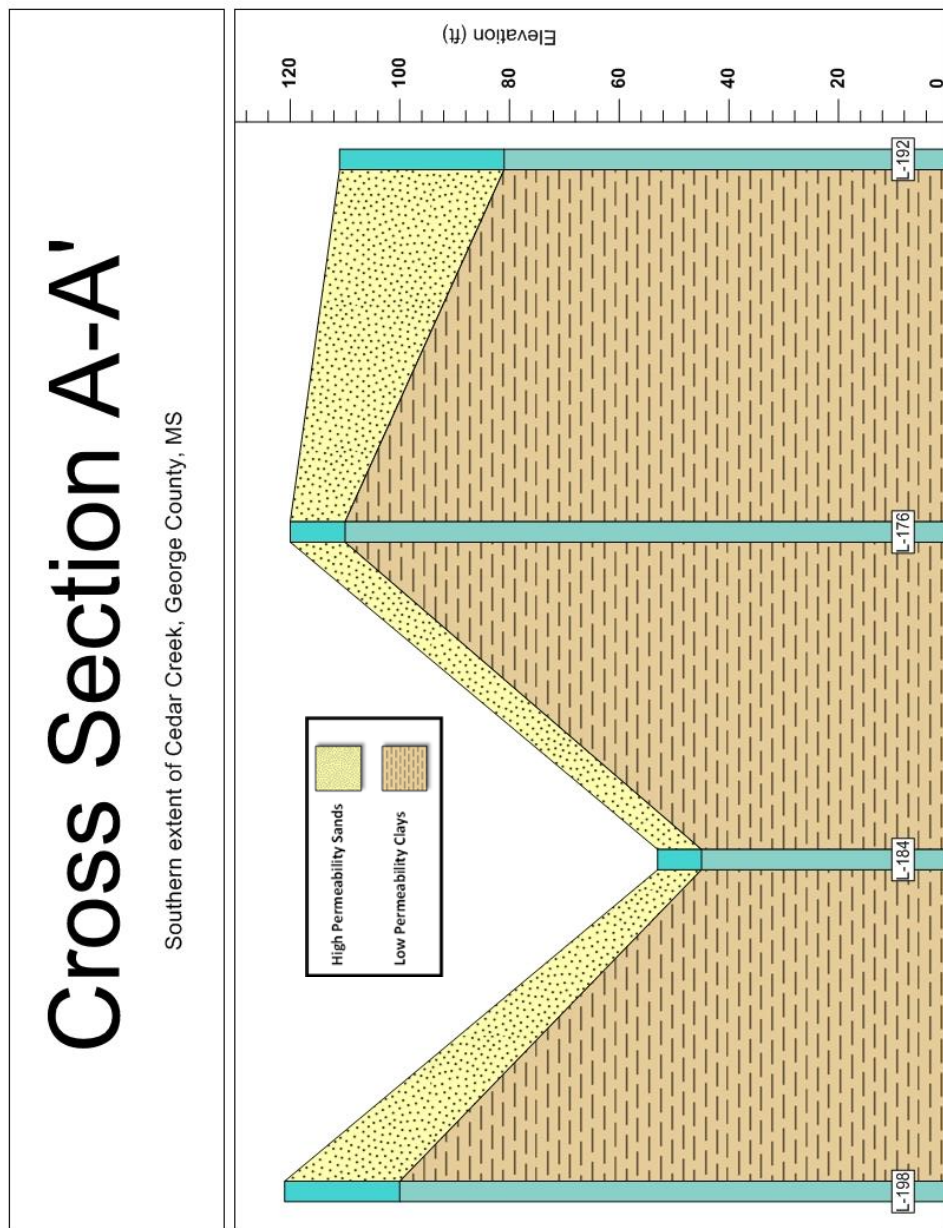 Cross Section A-A'
Southern extent of Cedar Creek, George County, MS
Elevation (ft)
120
100
80
60
40
20
0
High Permeability Sands
Low Permeability Clays
L-198
L-184
L-176
L-192